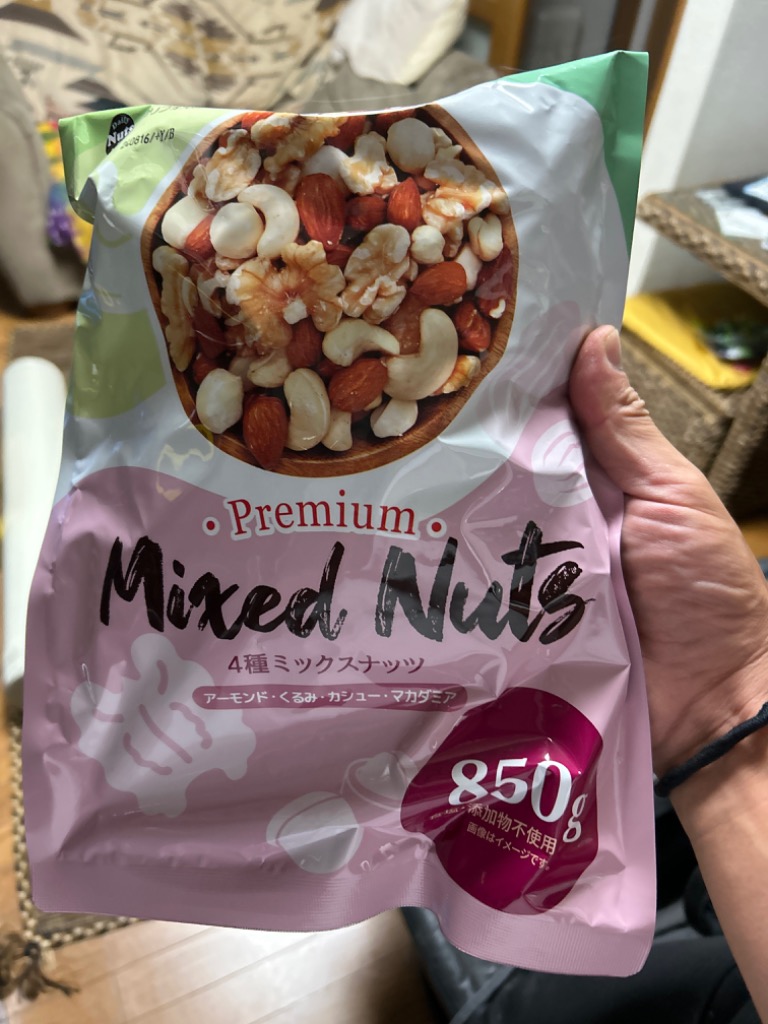 Daily
Nuts
Premium
Mixed Nuts
4種ミックスナッツ
アーモンド・くるみ・カシュー・マカダミア
850g
添加物不使用
画像はイメージです。